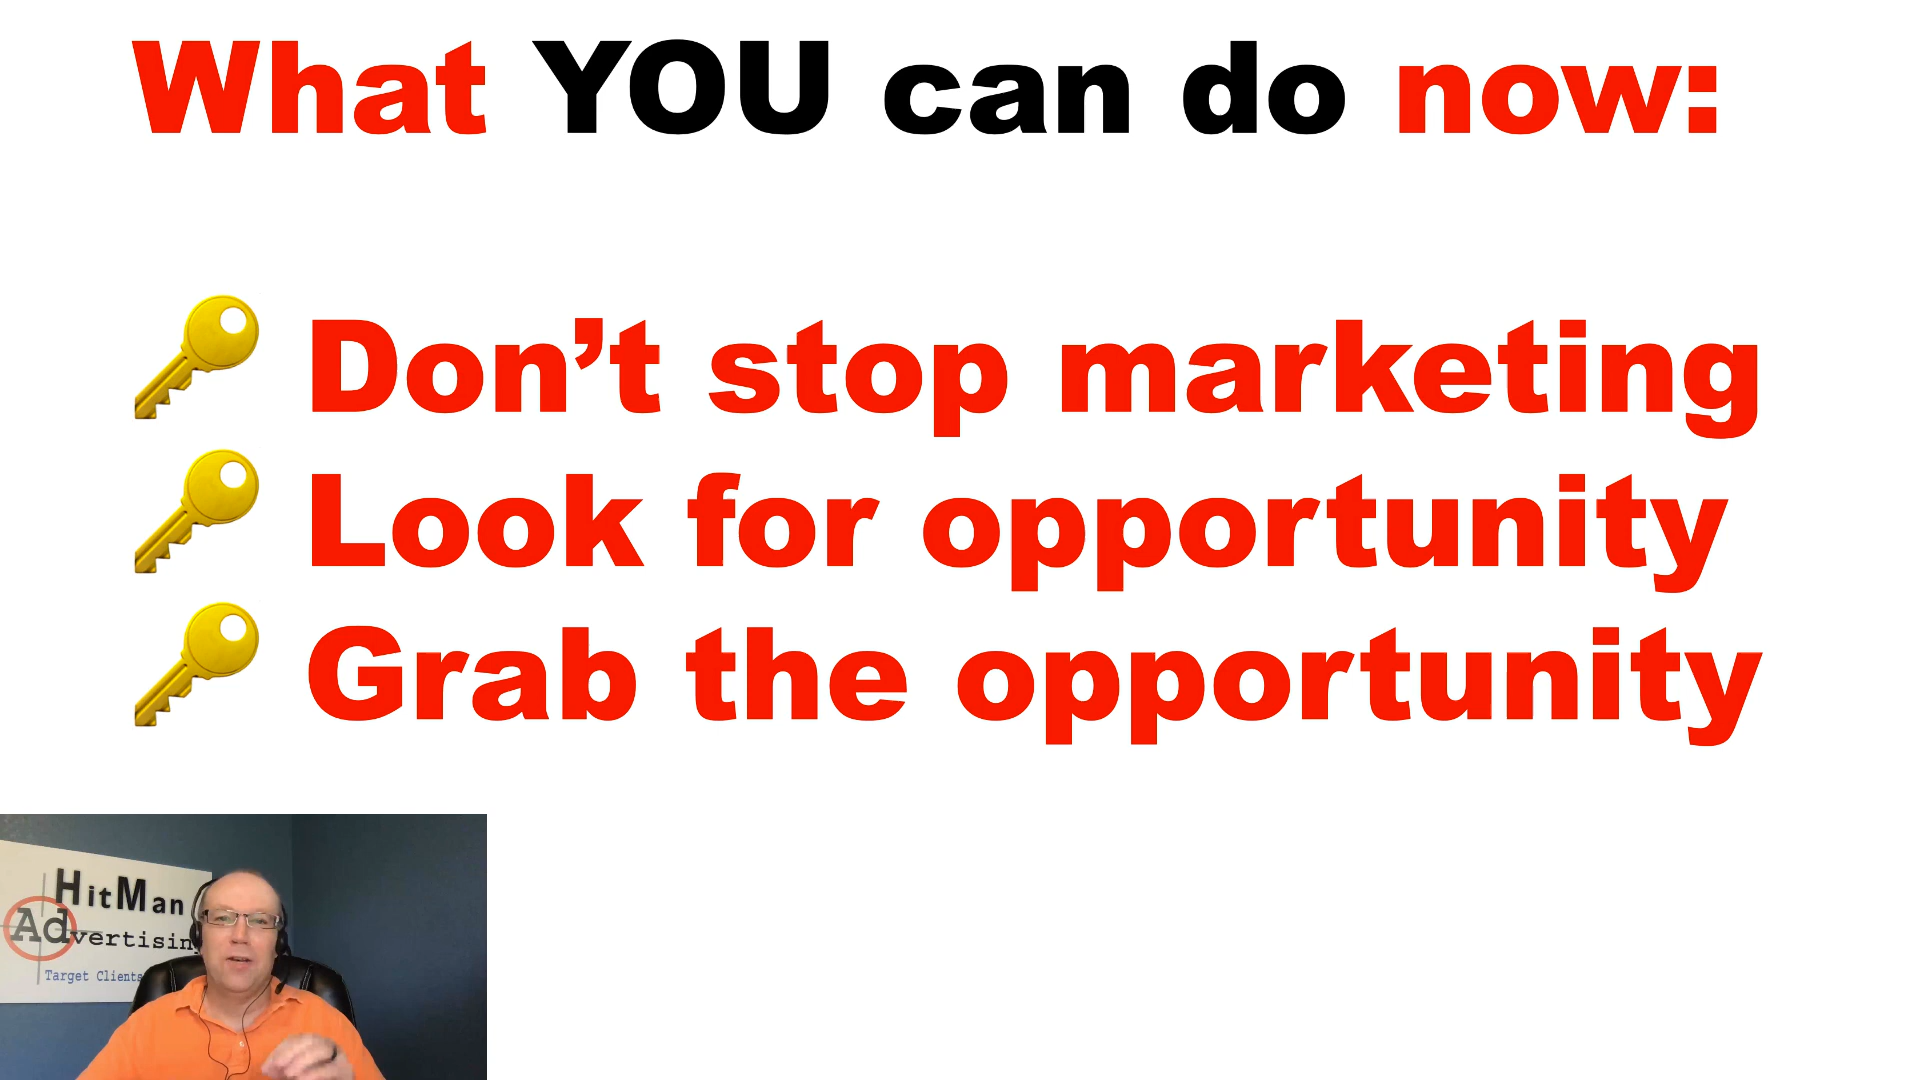 What YOU can do now:
Don’t stop marketing
Look for opportunity
Grab the opportunity
HitMan
Advertisin
Target Clients